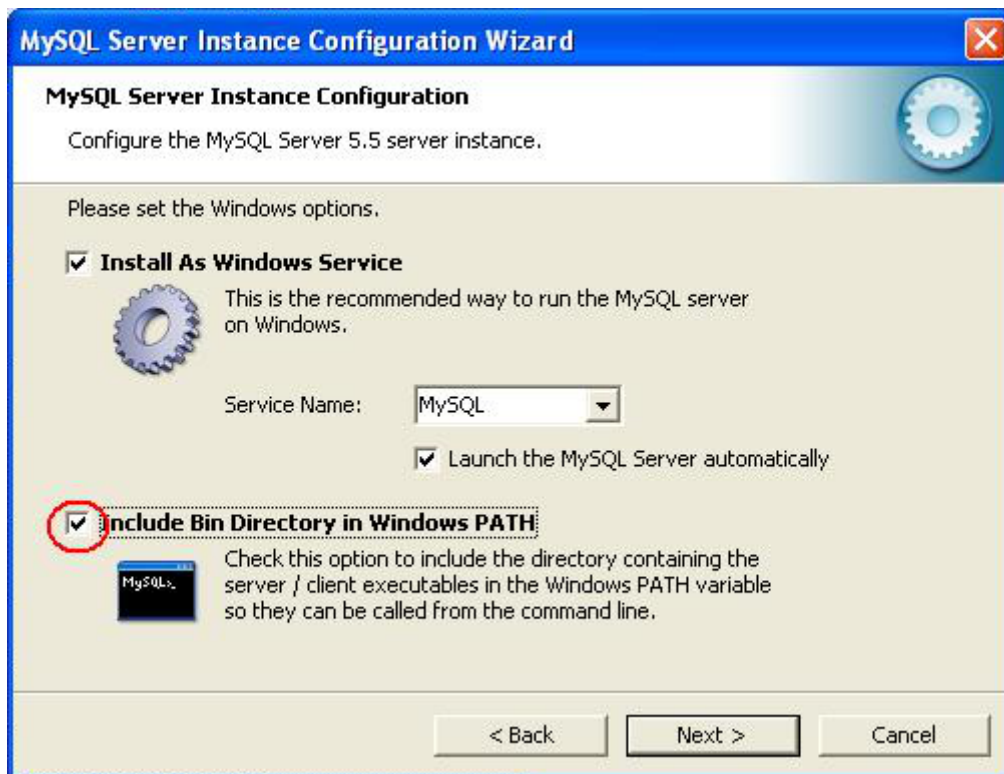 MySQL Server Instance Configuration Wizard
MySQL Server Instance Configuration
Configure the MySQL Server 5.5 server instance.
Please set the Windows options.
Install As Windows Service
This is the recommended way to run the MySQL server
on Windows.
Service Name:
MySQL
Launch the MySQL Server automatically
Include Bin Directory in Windows PATH
MySQL>_
Check this option to include the directory containing the
server / client executables in the Windows PATH variable
so they can be called from the command line.
< Back
Next >
Cancel